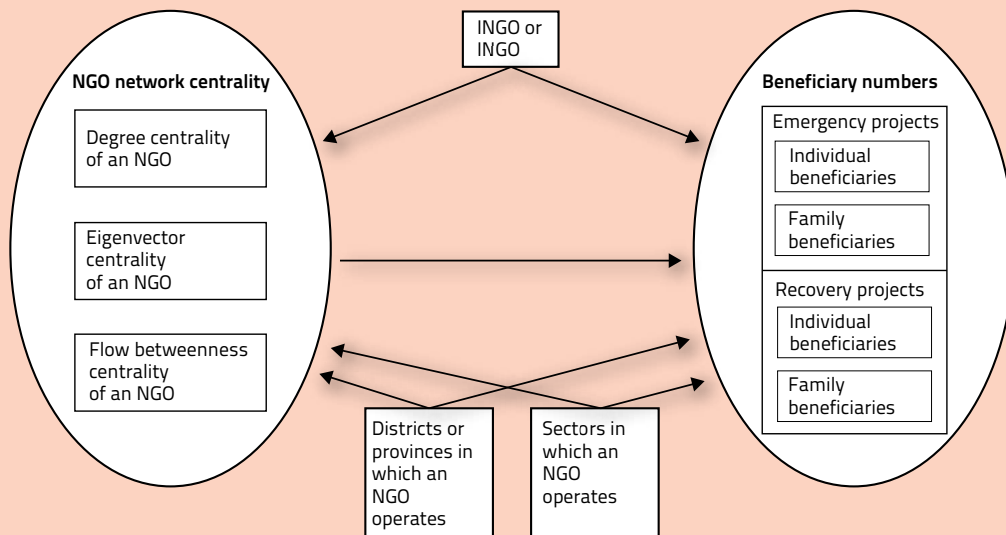 INGO or
INGO
NGO network centrality
Degree centrality
of an NGO
Eigenvector
centrality
of an NGO
Flow betweenness
centrality
of an NGO
Beneficiary numbers
Emergency projects
Individual
beneficiaries
Family
beneficiaries
Recovery projects
Individual
beneficiaries
Family
beneficiaries
Districts or
provinces in
which an
NGO
operates
Sectors in
which an
NGO
operates